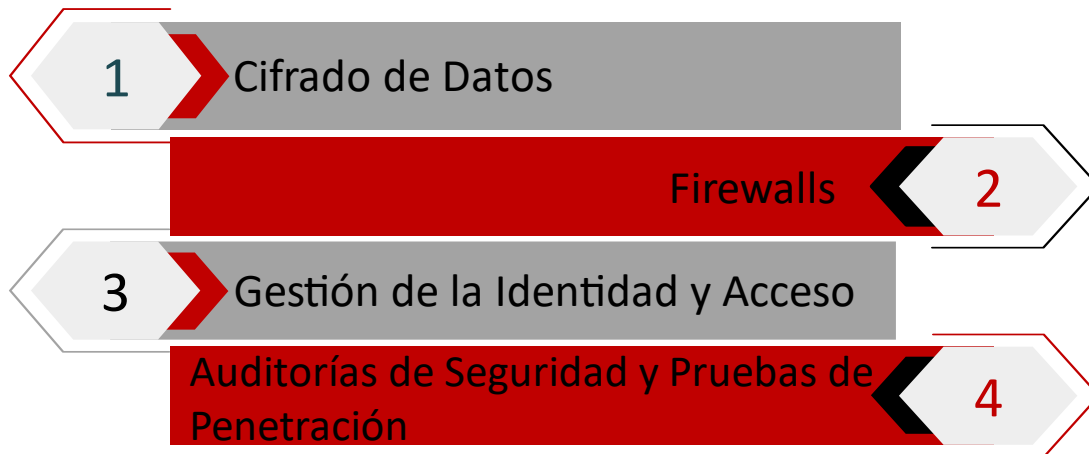 1
Cifrado de Datos
Firewalls
2
3
Gestión de la Identidad y Acceso
Auditorías de Seguridad y Pruebas de
Penetración
4